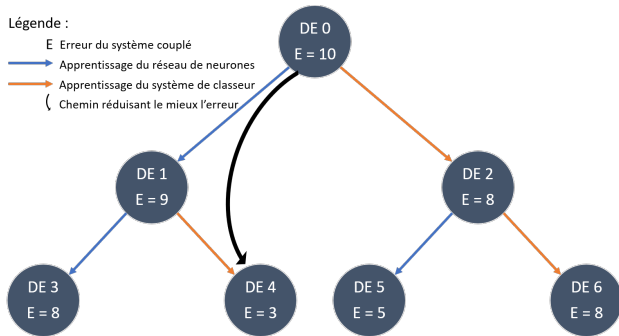 Légende :
E Erreur du système couplé
Apprentissage du réseau de neurones
Apprentissage du système de classeur
Chemin réduisant le mieux l'erreur
DE 0
E = 10
DE 1
E = 9
DE 2
E = 8
DE 3
E = 8
DE 4
E = 3
DE 5
E = 5
DE 6
E = 8